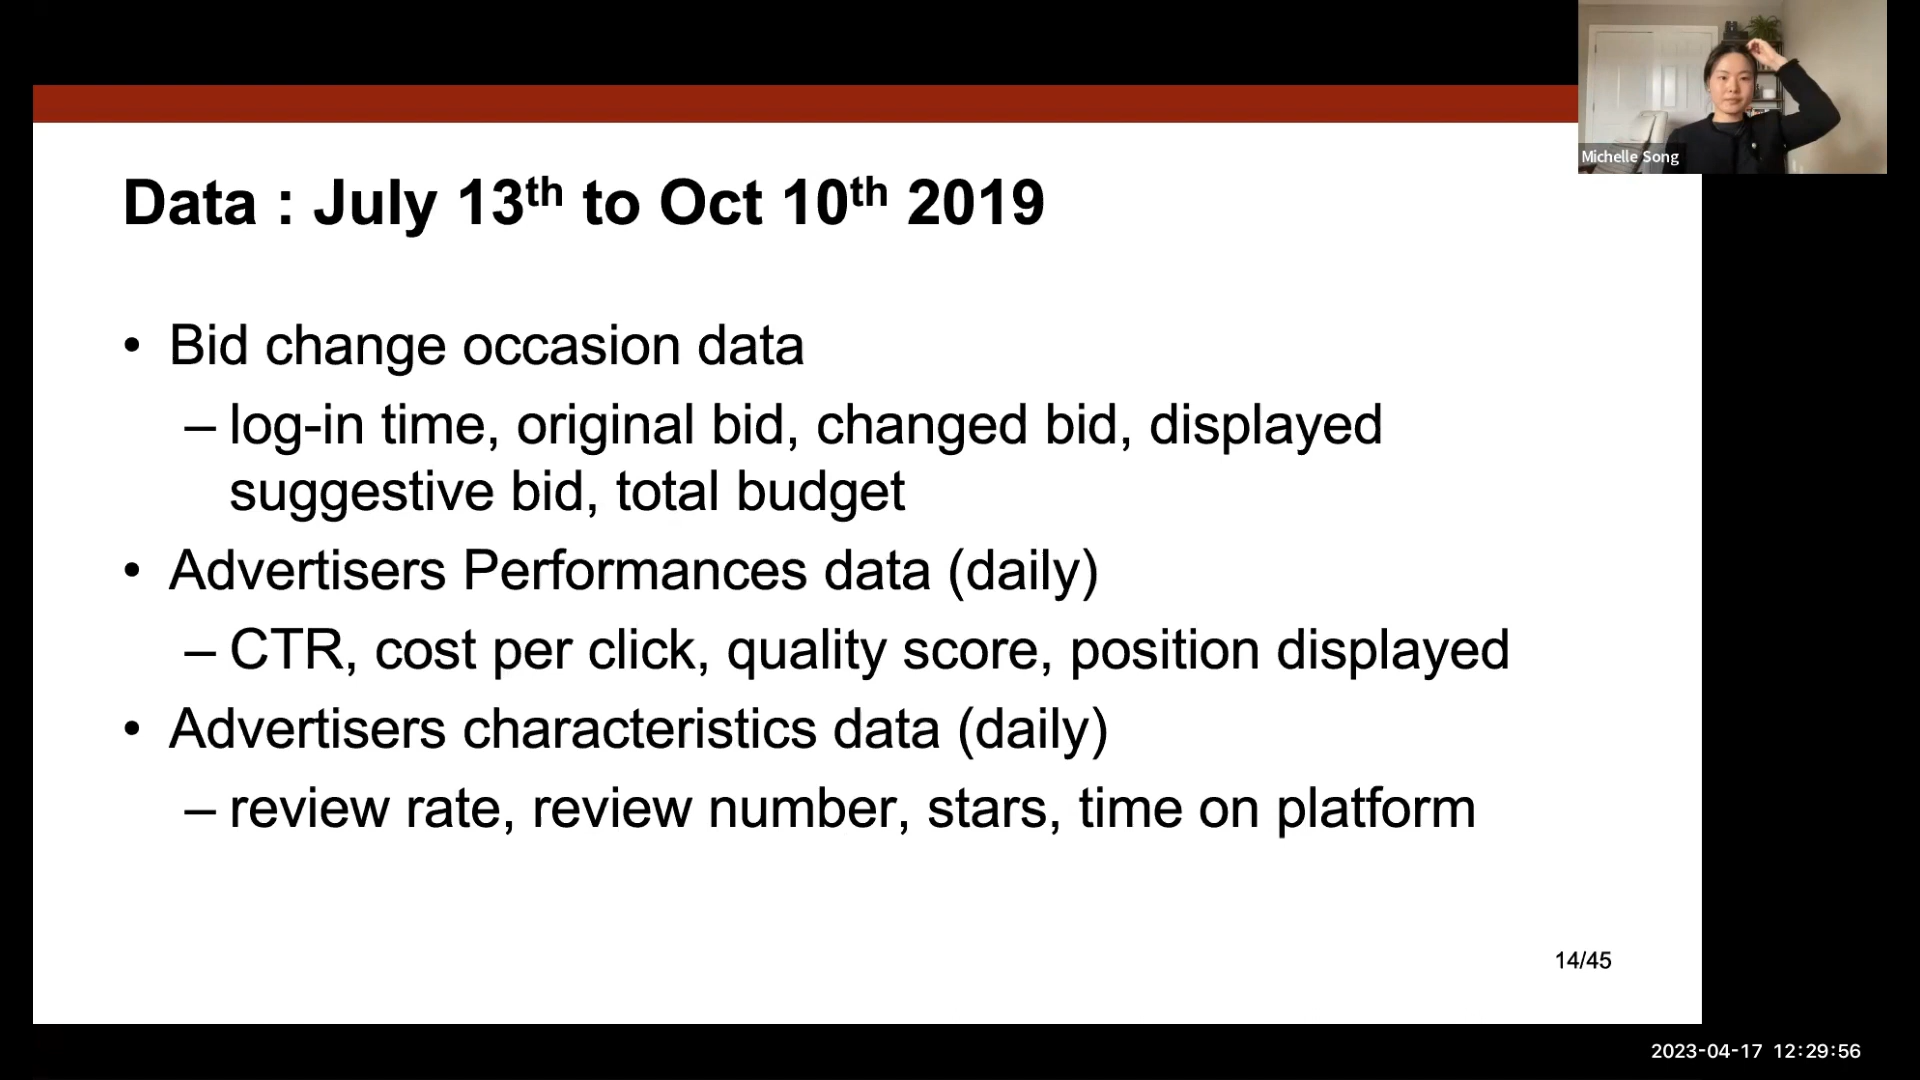 Michelle Song
Data : July 13th to Oct 10th 2019
• Bid change occasion data
– log-in time, original bid, changed bid, displayed
suggestive bid, total budget
• Advertisers Performances data (daily)
– CTR, cost per click, quality score, position displayed
• Advertisers characteristics data (daily)
– review rate, review number, stars, time on platform
14/45
2023-04-17 12:29:56